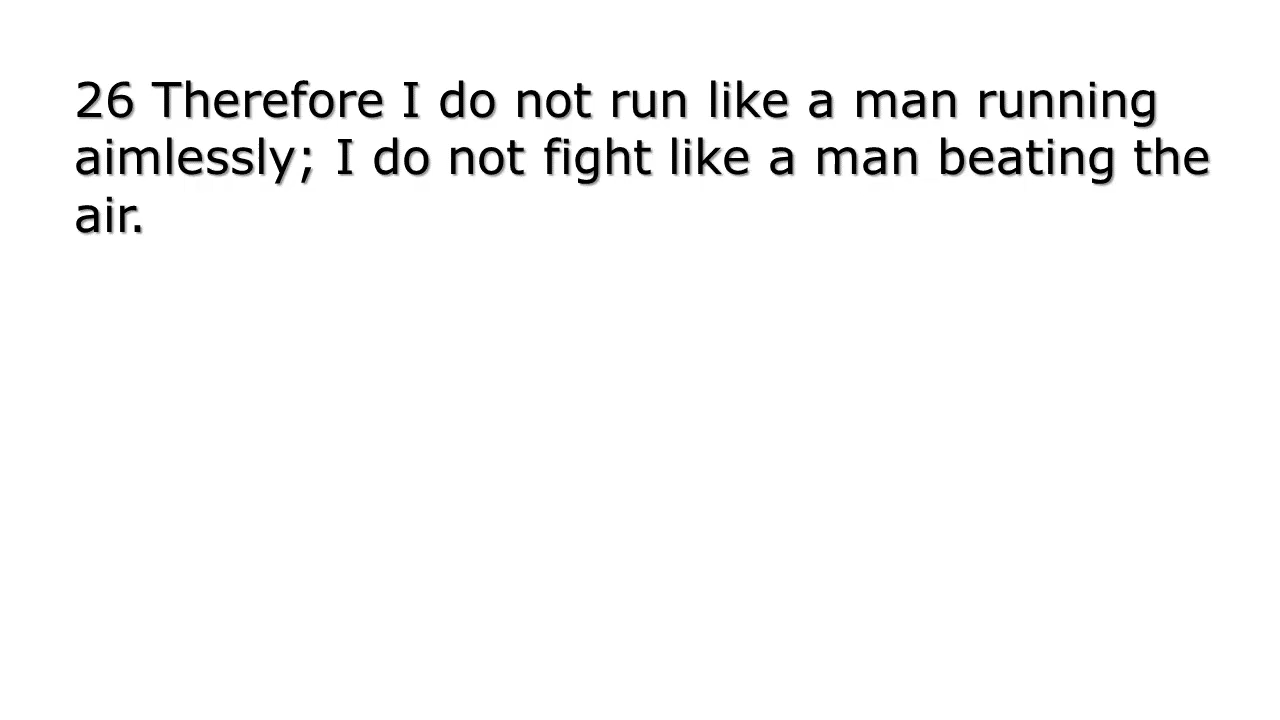 26 Therefore I do not run like a man running
aimlessly; I do not fight like a man beating the
air.